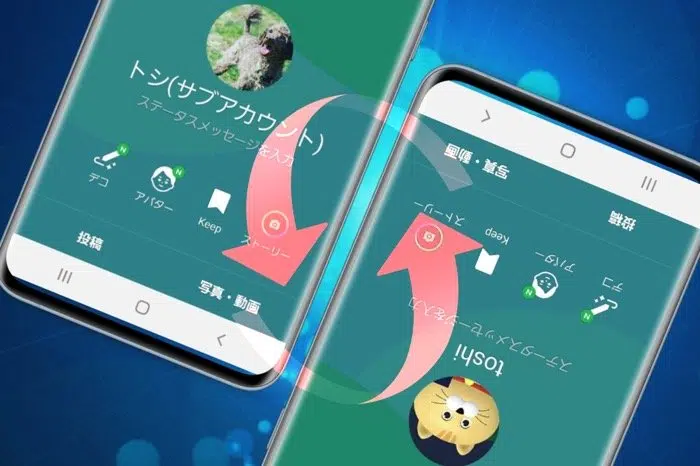 トシ(サブアカウント)
ステータスメッセージを入力
N
N
デコ
アバター
Keep
ストーリー
投稿
写真・動画
toshi
ステータスメッセージを入力
N
N
デコ
アバター
Keep
ストーリー
投稿
写真・動画